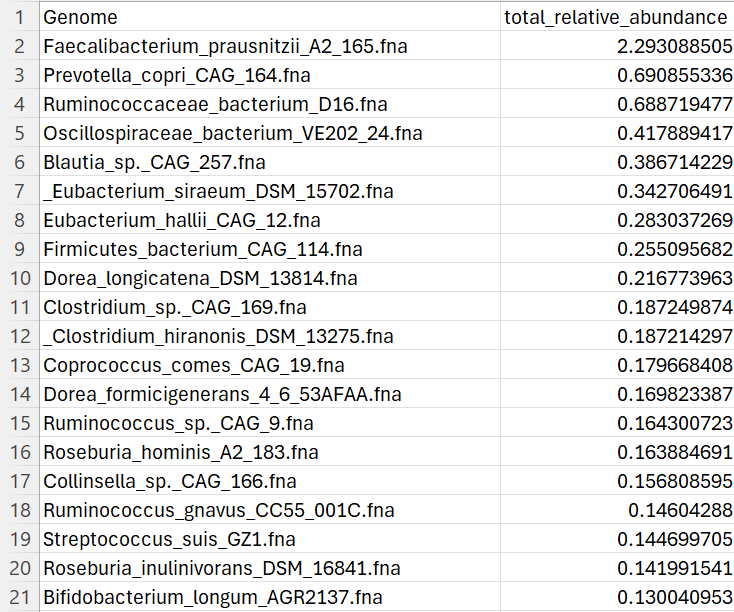 1 Genome total_relative_abundance
2 Faecalibacterium_prausnitzii_A2_165.fna 2.293088505
3 Prevotella_copri_CAG_164.fna 0.690855336
4 Ruminococcaceae_bacterium_D16.fna 0.688719477
5 Oscillospiraceae_bacterium_VE202_24.fna 0.417889417
6 Blautia_sp._CAG_257.fna 0.386714229
7 _Eubacterium_siraeum_DSM_15702.fna 0.342706491
8 Eubacterium_hallii_CAG_12.fna 0.283037269
9 Firmicutes_bacterium_CAG_114.fna 0.255095682
10 Dorea_longicatena_DSM_13814.fna 0.216773963
11 Clostridium_sp._CAG_169.fna 0.187249874
12 _Clostridium_hiranonis_DSM_13275.fna 0.187214297
13 Coprococcus_comes_CAG_19.fna 0.179668408
14 Dorea_formicigenerans_4_6_53AFAA.fna 0.169823387
15 Ruminococcus_sp._CAG_9.fna 0.164300723
16 Roseburia_hominis_A2_183.fna 0.163884691
17 Collinsella_sp._CAG_166.fna 0.156808595
18 Ruminococcus_gnavus_CC55_001C.fna 0.14604288
19 Streptococcus_suis_GZ1.fna 0.144699705
20 Roseburia_inulinivorans_DSM_16841.fna 0.141991541
21 Bifidobacterium_longum_AGR2137.fna 0.130040953